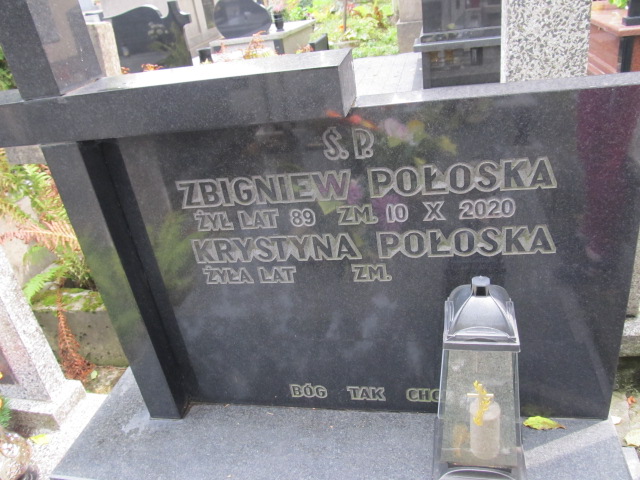 Ś. P.
ZBIGNIEW POŁOSKA
ŻYŁ LAT 89 ZM. 10 X 2020
KRYSTYNA POŁOSKA
ŻYŁA LAT ZM.
BÓG TAK